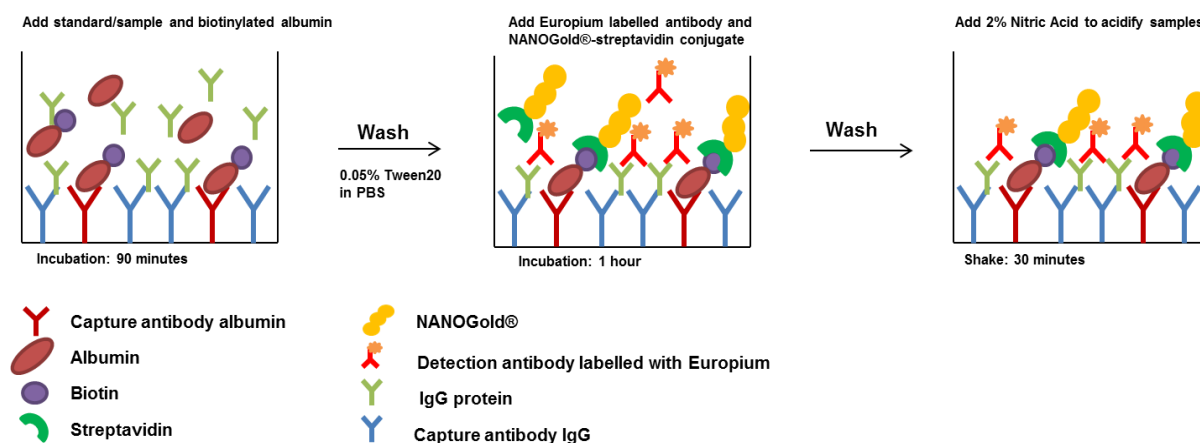 Add standard/sample and biotinylated albumin
Wash
0.05% Tween20
in PBS
Incubation: 90 minutes
Add Europium labelled antibody and
NANOGold®-streptavidin conjugate
Wash
Incubation: 1 hour
Add 2% Nitric Acid to acidify samples
Shake: 30 minutes
Capture antibody albumin
Albumin
Biotin
Streptavidin
NANOGold®
Detection antibody labelled with Europium
IgG protein
Capture antibody IgG